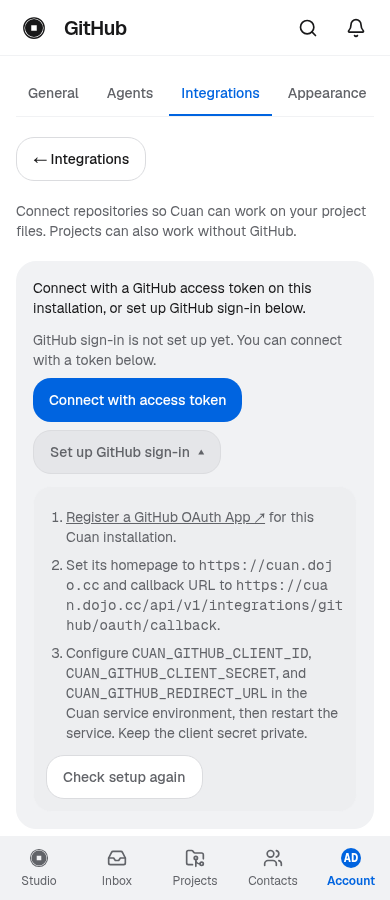 GitHub
General Agents Integrations Appearance
← Integrations
Connect repositories so Cuan can work on your project
files. Projects can also work without GitHub.
Connect with a GitHub access token on this
installation, or set up GitHub sign-in below.
GitHub sign-in is not set up yet. You can connect
with a token below.
Connect with access token
Set up GitHub sign-in ▴
1. Register a GitHub OAuth App ↗ for this
Cuan installation.
2. Set its homepage to https://cuan.doj
o.cc and callback URL to https://cua
n.dojo.cc/api/v1/integrations/git
hub/oauth/callback.
3. Configure CUAN_GITHUB_CLIENT_ID,
CUAN_GITHUB_CLIENT_SECRET, and
CUAN_GITHUB_REDIRECT_URL in the
Cuan service environment, then restart the
service. Keep the client secret private.
Check setup again
AD
Studio Inbox Projects Contacts Account